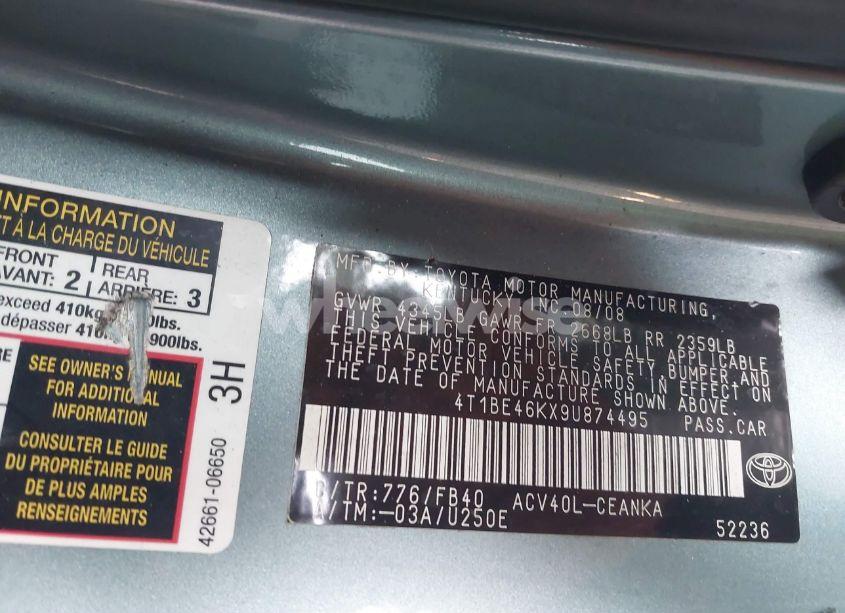 INFORMATION
T À LA CHARGE DU VÉHICULE
FRONT
AVANT: 2
REAR
ARRIÈRE: 3
exceed 410kg
lbs.
dépasser 410
900lbs.
SEE OWNER'S MANUAL
FOR ADDITIONAL
INFORMATION
CONSULTER LE GUIDE
DU PROPRIÉTAIRE POUR
DE PLUS AMPLES
RENSEIGNEMENTS
3H
42661-06650
MFD. BY TOYOTA MOTOR MANUFACTURING,
KENTUCKY, INC. 08/08
GVWR 4345LB GAWR FR 2668LB RR 2359LB
THIS VEHICLE CONFORMS TO ALL APPLICABLE
FEDERAL MOTOR VEHICLE SAFETY, BUMPER, AND
THEFT PREVENTION STANDARDS IN EFFECT ON
THE DATE OF MANUFACTURE SHOWN ABOVE.
4T1BE46KX9U874495 PASS.CAR
TOYOTA
/TR:776/FB40 ACV40L-CEANKA
/TM:-03A/U250E 52236